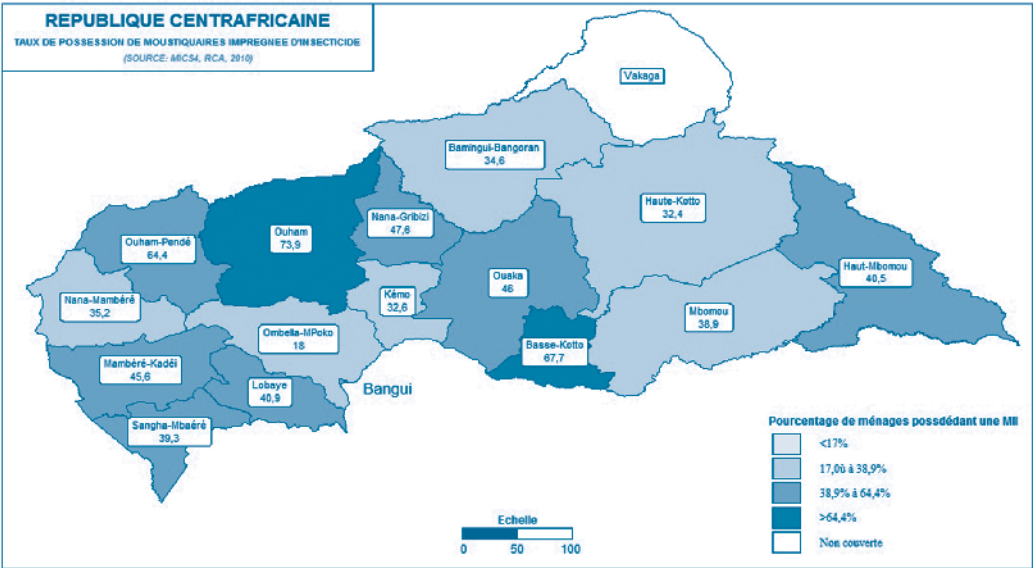 REPUBLIQUE CENTRAFRICAINE
TAUX DE POSSESSION DE MOUSTIQUAIRES IMPREGNEE D'INSECTICIDE
(SOURCE: MICS4, RCA, 2010)
Vakaga
Bamingui-Bangoran
34,6
Haute-Kotto
32,4
Nana-Gribizi
47,6
Ouham
73,9
Ouham-Pendé
64,4
Ouaka
46
Haut-Mbomou
40,5
Nana-Mambéré
35,2
Kémo
32,6
Mbomou
38,9
Ombella-MPoko
18
Basse-Kotto
67,7
Mambéré-Kadéi
45,6
Lobaye
40,9
Bangui
Sangha-Mbaéré
39,3
Pourcentage de ménages possdédant une MII
<17%
17,0ù à 38,9%
38,9% à 64,4%
>64,4%
Non couverte
Echelle
0 50 100